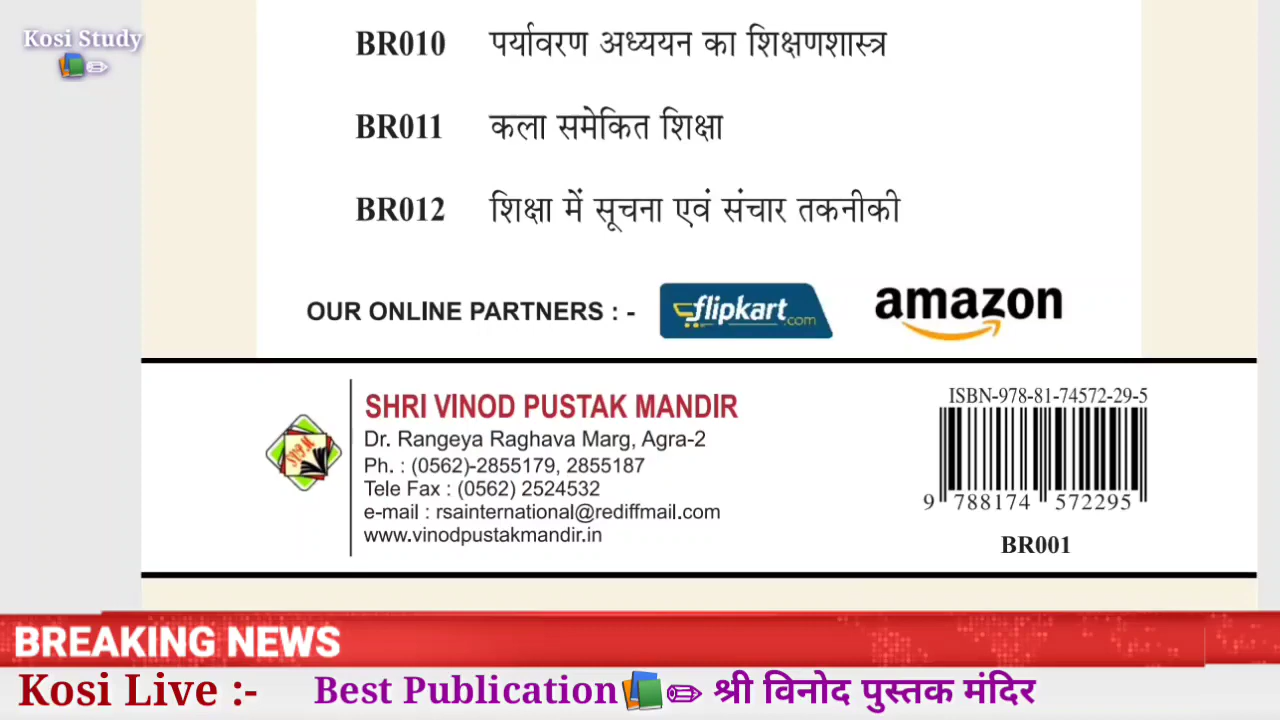 Kosi Study
BR010 पर्यावरण अध्ययन का शिक्षणशास्त्र
BR011 कला समेकित शिक्षा
BR012 शिक्षा में सूचना एवं संचार तकनीकी
OUR ONLINE PARTNERS : - flipkart.com amazon
SHRI VINOD PUSTAK MANDIR
Dr. Rangeya Raghava Marg, Agra-2
Ph. : (0562)-2855179, 2855187
Tele Fax : (0562) 2524532
e-mail : rsainternational@rediffmail.com
www.vinodpustakmandir.in
ISBN-978-81-74572-29-5
9 788174 572295
BR001
BREAKING NEWS
Kosi Live :- Best Publication📚✏ श्री विनोद पुस्तक मंदिर